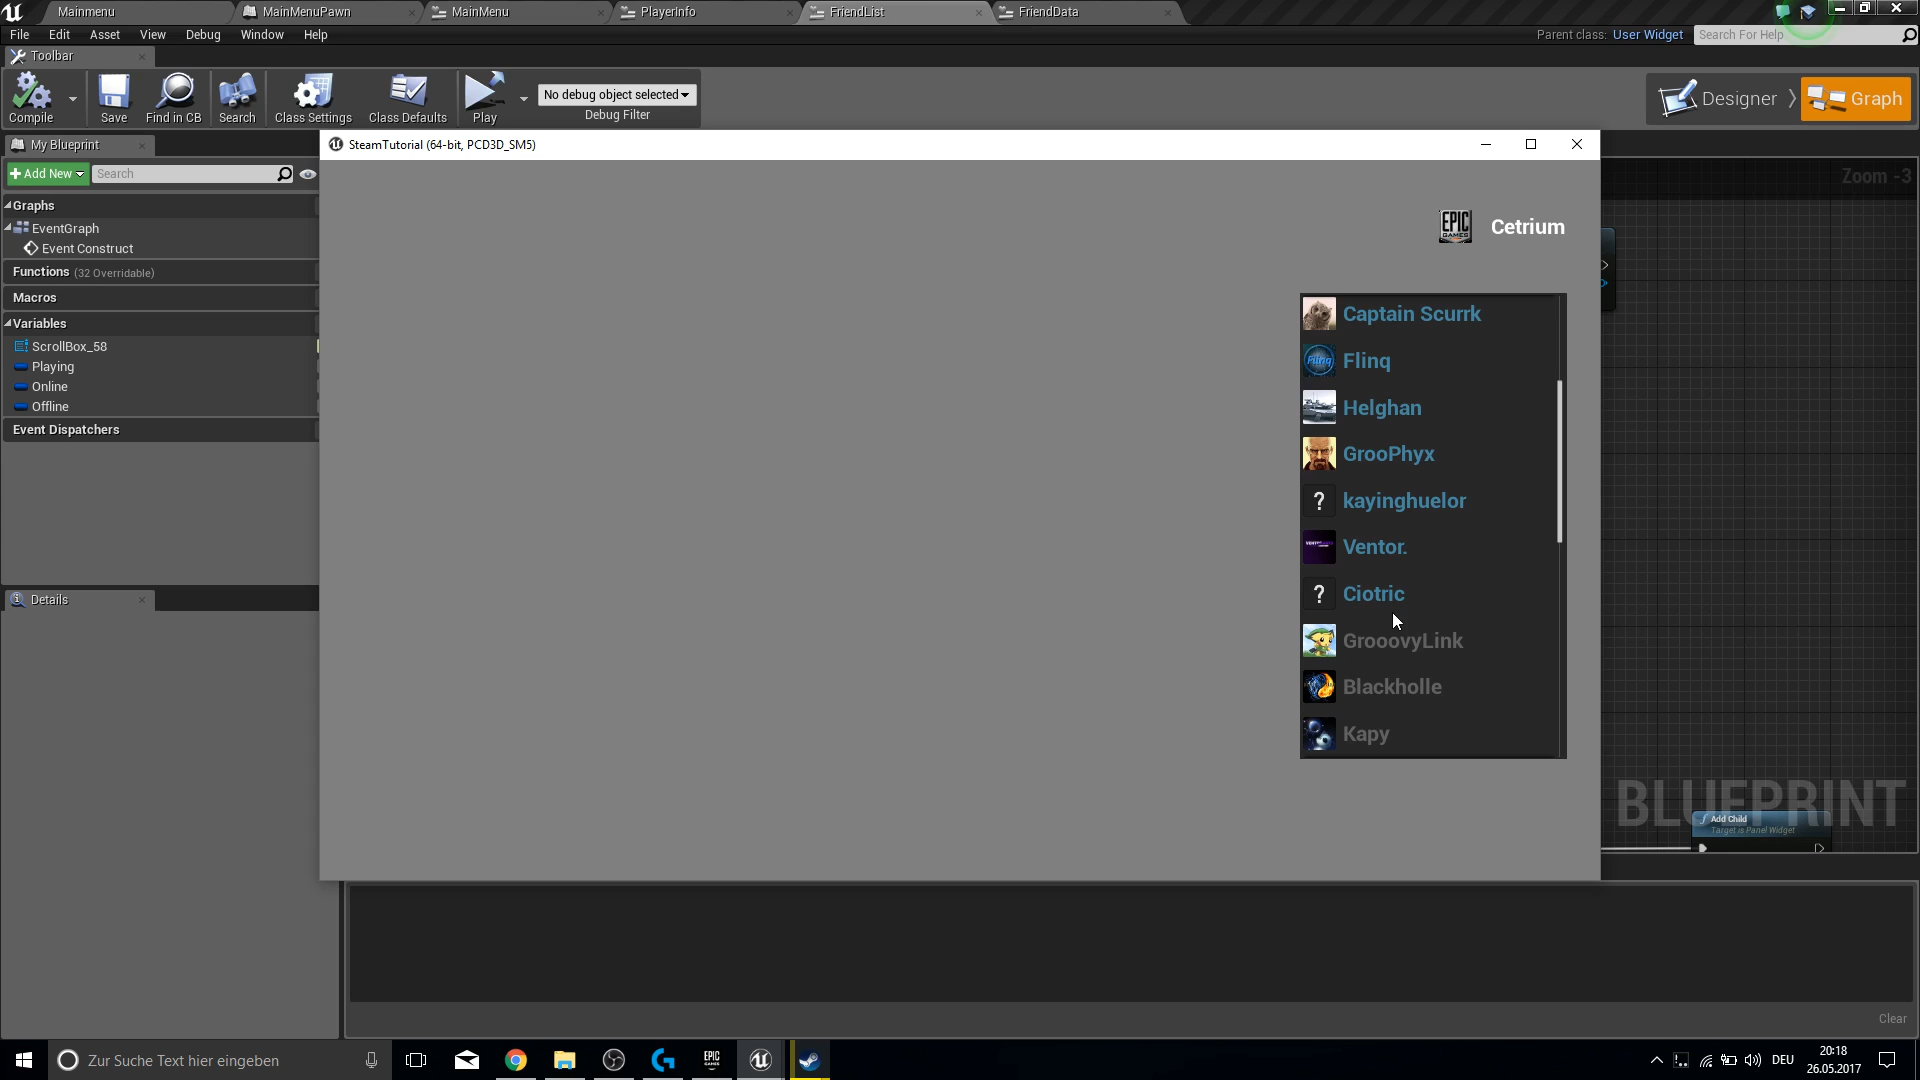 Mainmenu
MainMenuPawn
MainMenu
PlayerInfo
FriendList
FriendData
File Edit Asset View Debug Window Help
Parent class: User Widget
Search For Help
Toolbar
Compile
Save
Find in CB
Search
Class Settings
Class Defaults
Play
No debug object selected
Debug Filter
Designer
Graph
My Blueprint
SteamTutorial (64-bit, PCD3D_SM5)
Add New
Search
Zoom -3
Graphs
EventGraph
Event Construct
Functions (32 Overridable)
Macros
Variables
ScrollBox_58
Playing
Online
Offline
Event Dispatchers
Details
EPIC
GAMES
Cetrium
Captain Scurrk
Flinq
Flinq
Helghan
GrooPhyx
? kayinghuelor
Ventor.
? Ciotric
GrooovyLink
Blackholle
Kapy
BLUEPRINT
f Add Child
Target is Panel Widget
Clear
Zur Suche Text hier eingeben
EPIC
GAMES
DEU
20:18
26.05.2017